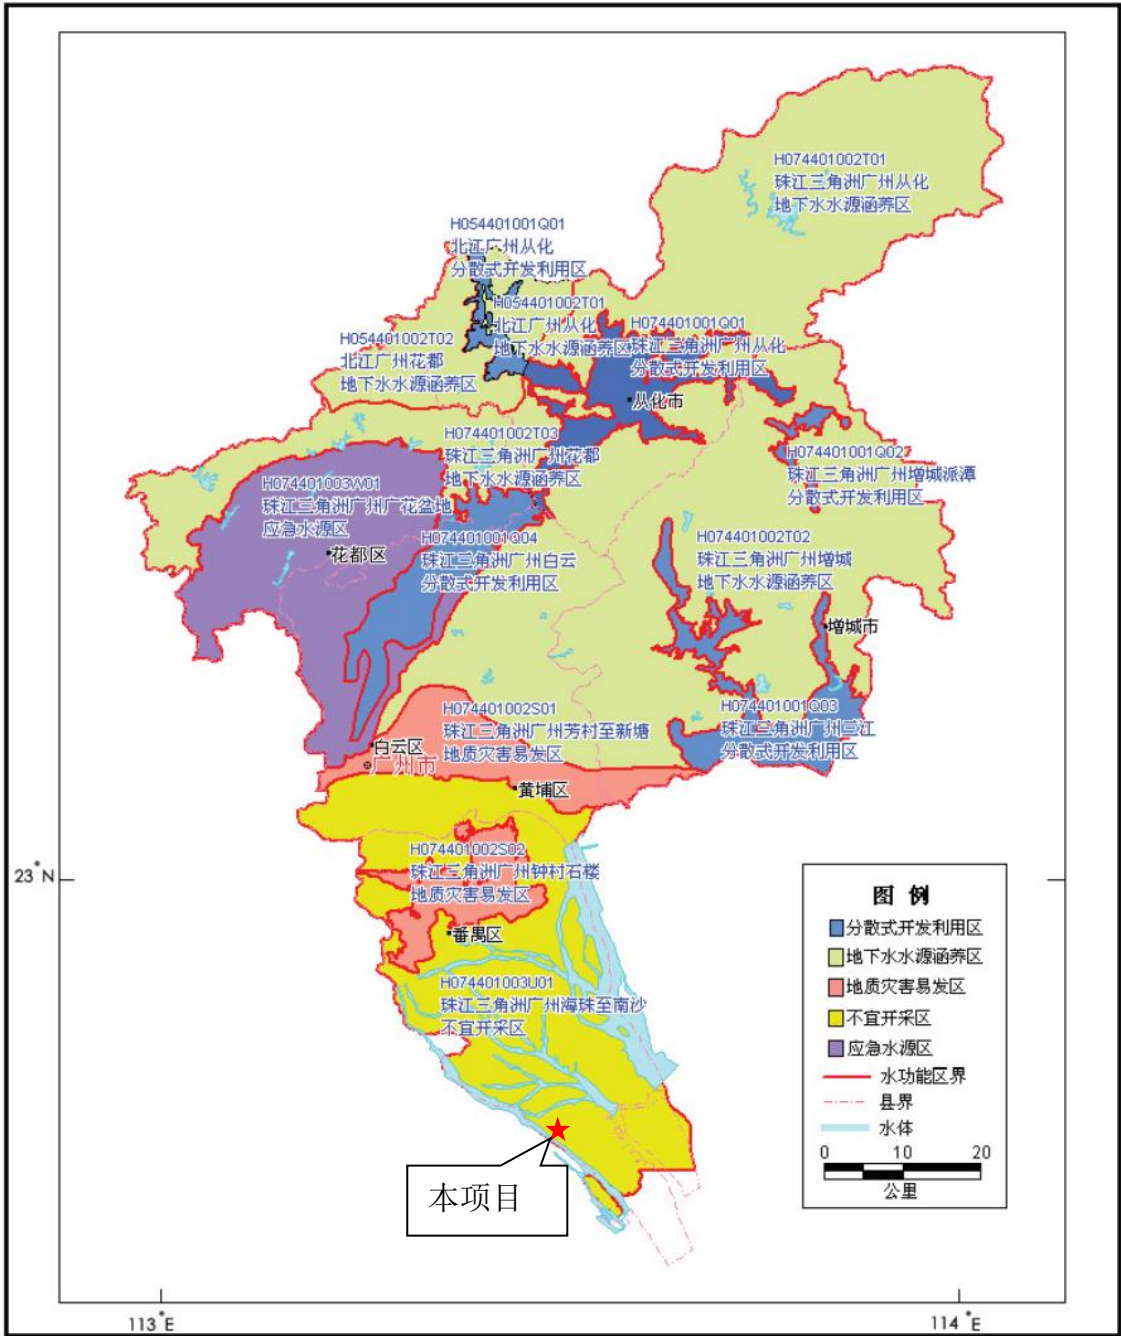 H074401002T01
珠江三角洲广州从化
地下水水源涵养区
H054401001Q01
北江广州从化
分散式开发利用区
H054401002T01
北江广州从化
地下水水源涵养区
H074401001Q01
珠江三角洲广州从化
分散式开发利用区
H054401002T02
北江广州花都
地下水水源涵养区
从化市
H074401002T03
珠江三角洲广州花都
地下水水源涵养区
H074401001Q02
珠江三角洲广州增城派潭
分散式开发利用区
H074401003W01
珠江三角洲广州广花盆地
应急水源区
花都区
H074401001Q04
珠江三角洲广州白云
分散式开发利用区
H074401002T02
珠江三角洲广州增城
地下水水源涵养区
增城市
H074401002S01
珠江三角洲广州芳村至新塘
地质灾害易发区
H074401001Q03
珠江三角洲广州三江
分散式开发利用区
白云区
广州市
黄埔区
H074401002S02
珠江三角洲广州钟村石楼
地质灾害易发区
番禺区
H074401003U01
珠江三角洲广州海珠至南沙
不宜开采区
本项目
23°N
图 例
分散式开发利用区
地下水水源涵养区
地质灾害易发区
不宜开采区
应急水源区
水功能区界
县界
水体
0 10 20
公里
113°E
114°E